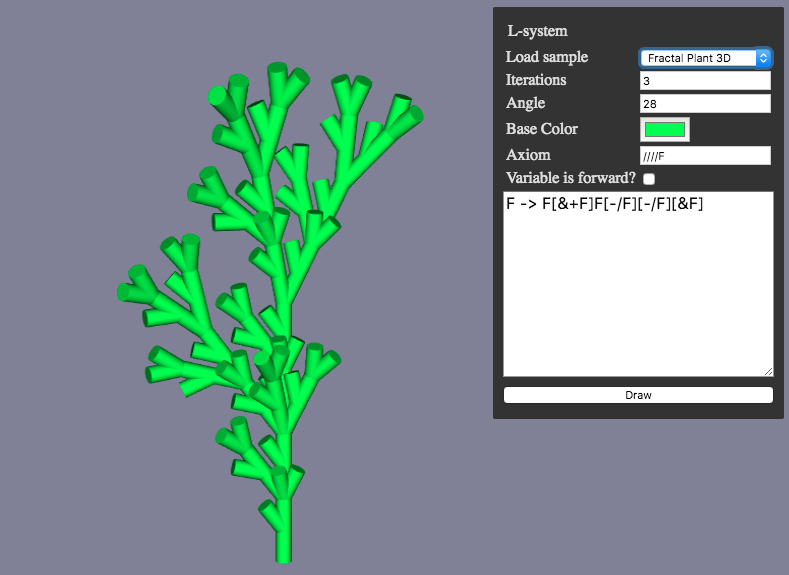 L-system
Load sample Fractal Plant 3D
Iterations 3
Angle 28
Base Color
Axiom ////F
Variable is forward?
F -> F[&+F]F[-/F][-/F][&F]
Draw